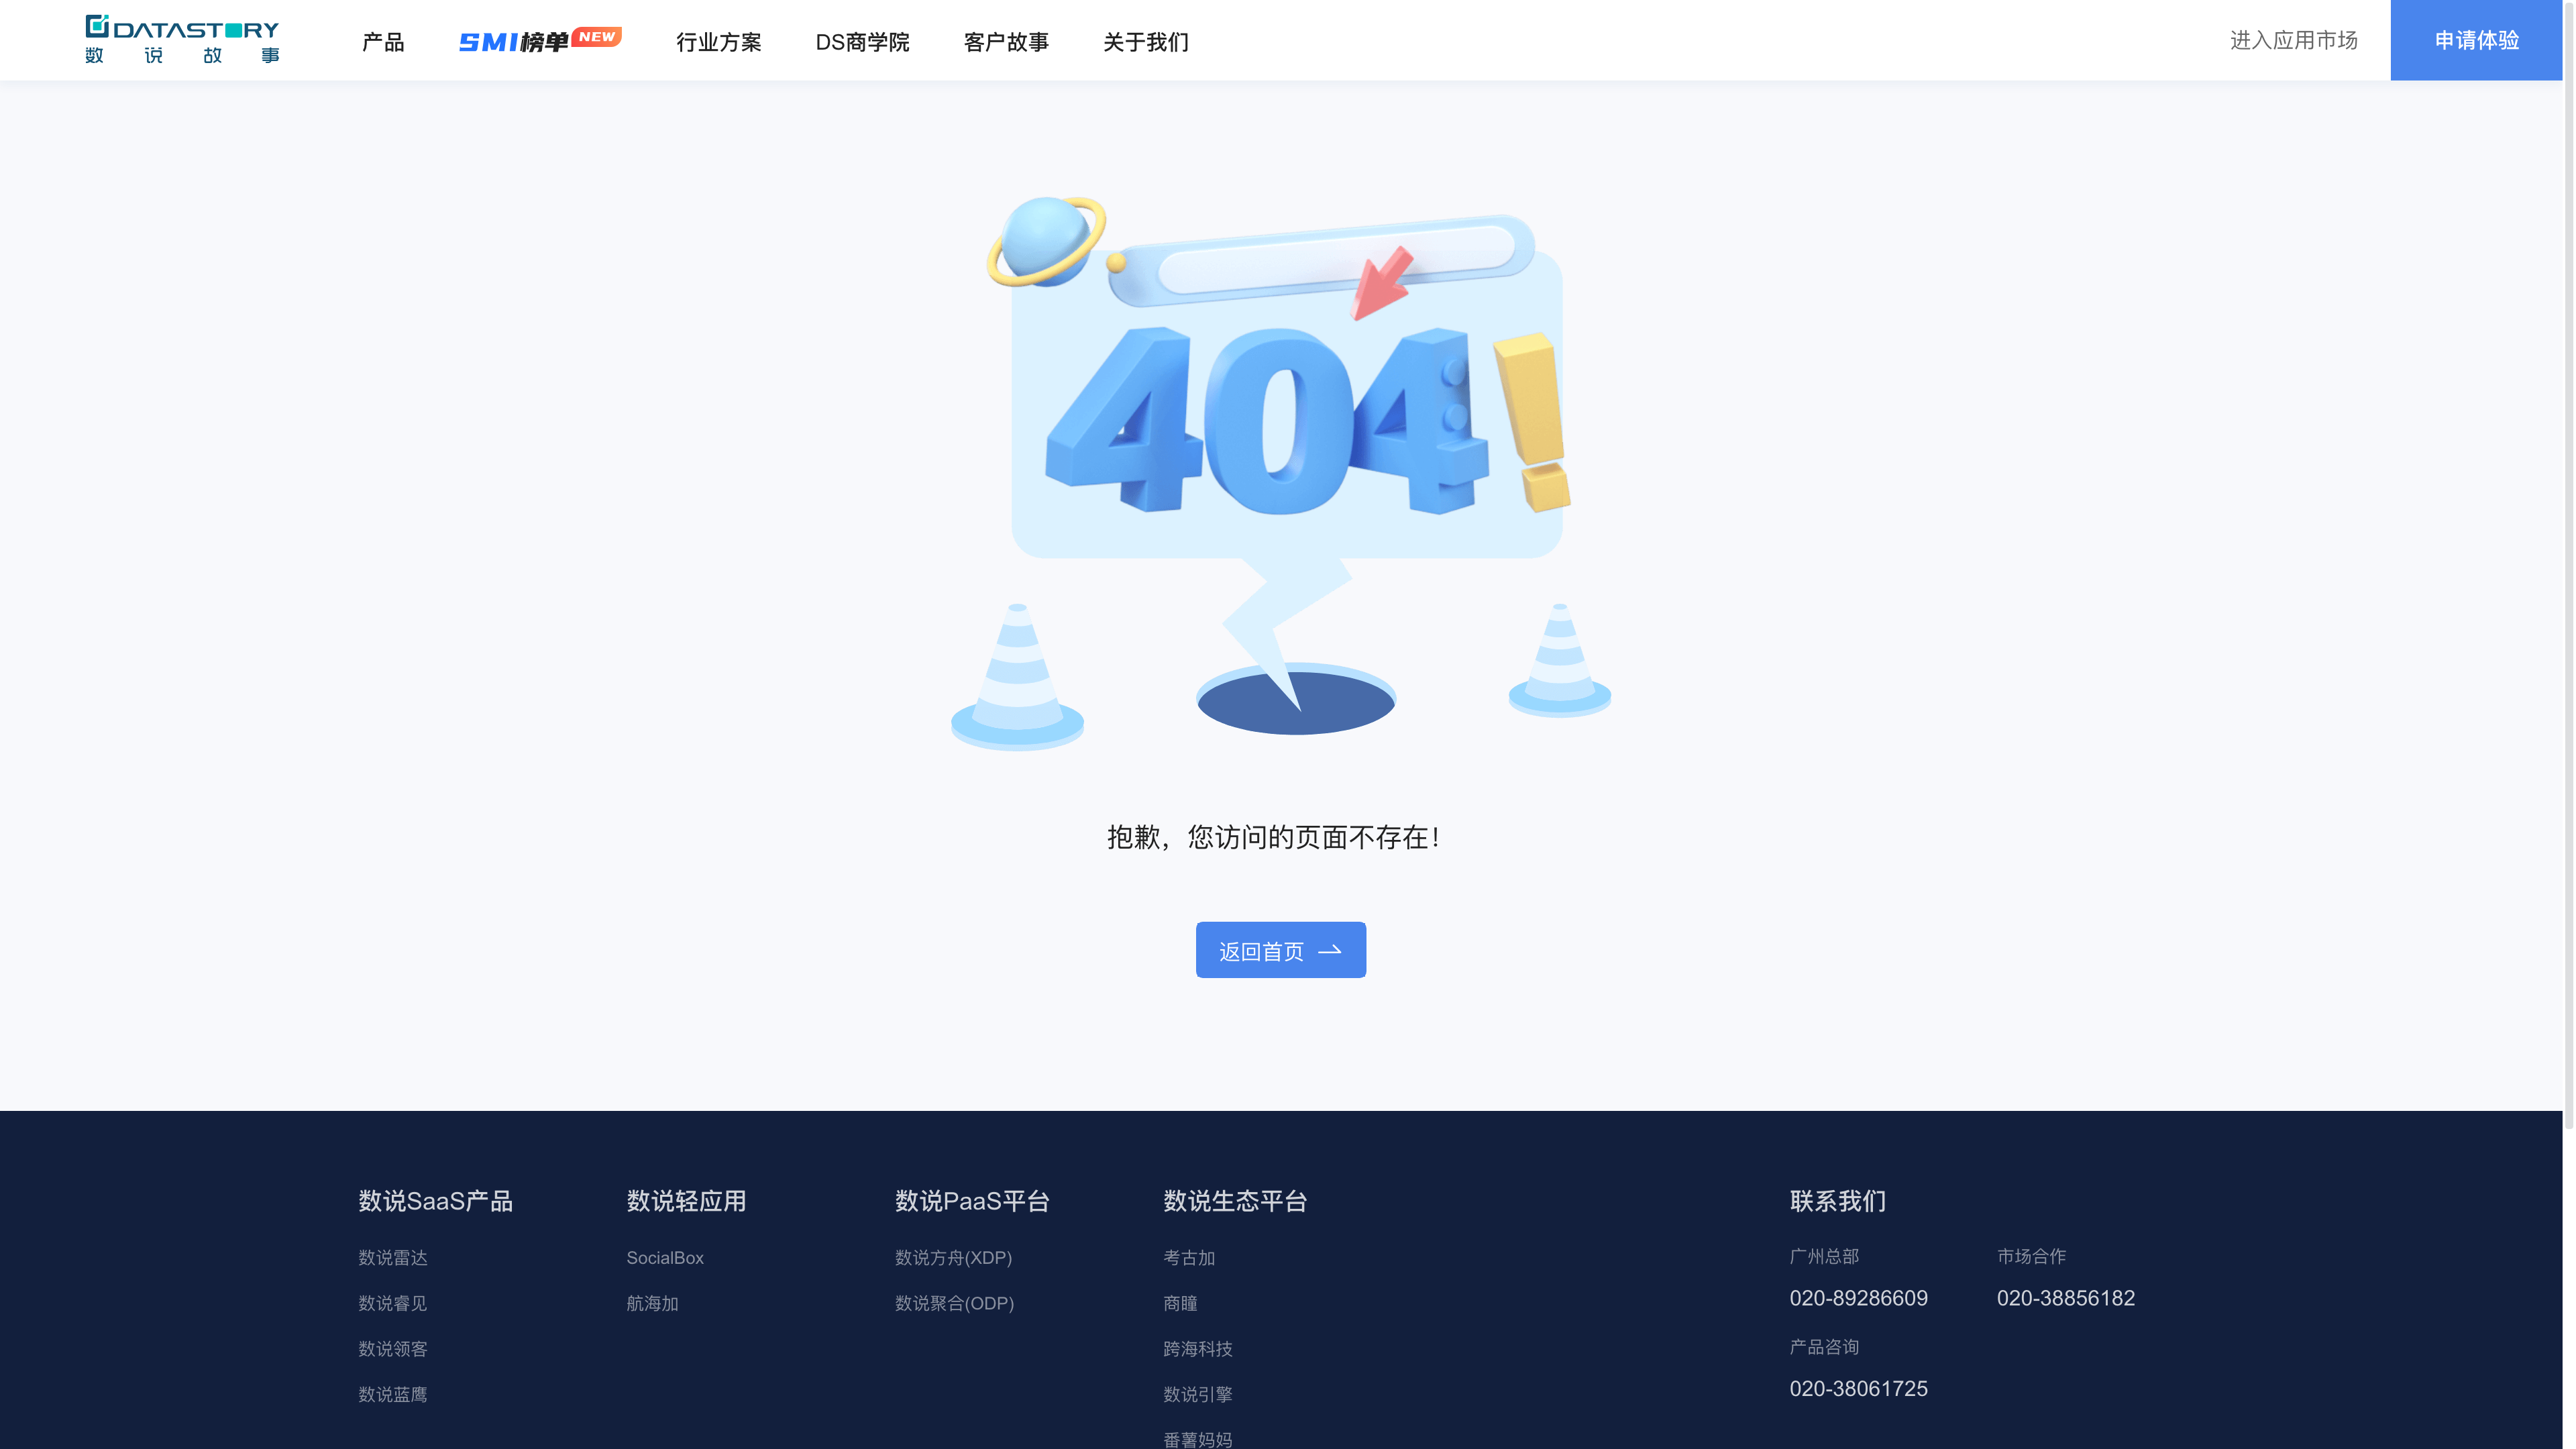 DATASTORY
数说故事
产品
SMI榜单 NEW
行业方案
DS商学院
客户故事
关于我们
进入应用市场
申请体验
404!
抱歉，您访问的页面不存在！
返回首页
数说SaaS产品
数说雷达
数说睿见
数说领客
数说蓝鹰
数说轻应用
SocialBox
航海加
数说PaaS平台
数说方舟(XDP)
数说聚合(ODP)
数说生态平台
考古加
商瞳
跨海科技
数说引擎
番薯妈妈
联系我们
广州总部
020-89286609
市场合作
020-38856182
产品咨询
020-38061725